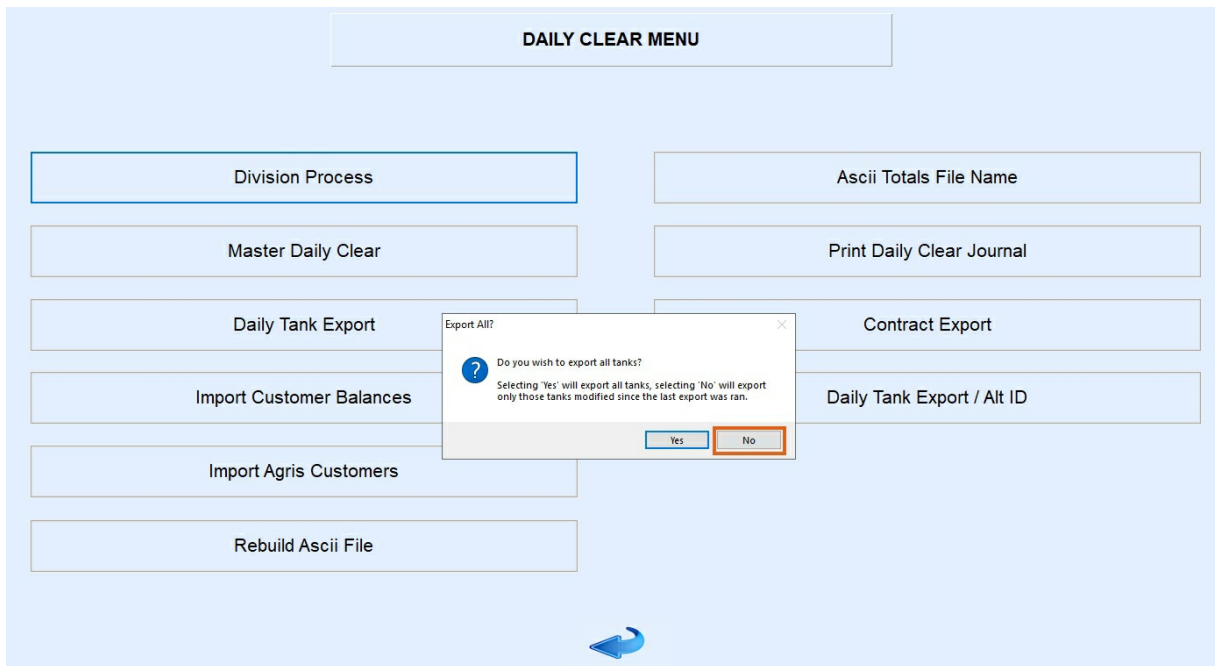 DAILY CLEAR MENU
Division Process
Ascii Totals File Name
Master Daily Clear
Print Daily Clear Journal
Daily Tank Export
Contract Export
Export All?
Do you wish to export all tanks?
Selecting 'Yes' will export all tanks, selecting 'No' will export
only those tanks modified since the last export was ran.
Yes
No
Import Customer Balances
Daily Tank Export / Alt ID
Import Agris Customers
Rebuild Ascii File